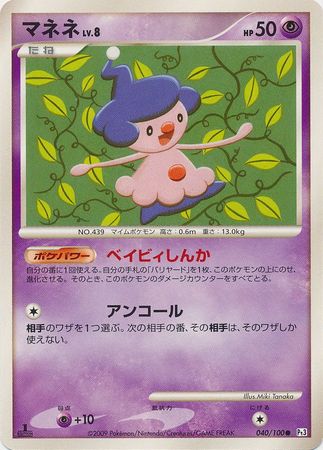 マネネ LV.8
HP 50
たね
NO.439 マイムポケモン 高さ：0.6m 重さ：13.0kg
ポケパワー ベイビィしんか
自分の番に1回使える。自分の手札の「バリヤード」を1枚、このポケモンの上にのせ、
進化させる。そのとき、このポケモンのダメージカウンターをすべてとる。
アンコール
相手のワザを1つ選ぶ。次の相手の番、その相手は、そのワザしか
使えない。
Illus. Miki Tanaka
弱点 +10 抵抗力 にげる
1 EDITION
©2009 Pokémon/Nintendo/Creatures/GAME FREAK
040/100 ● Pt3